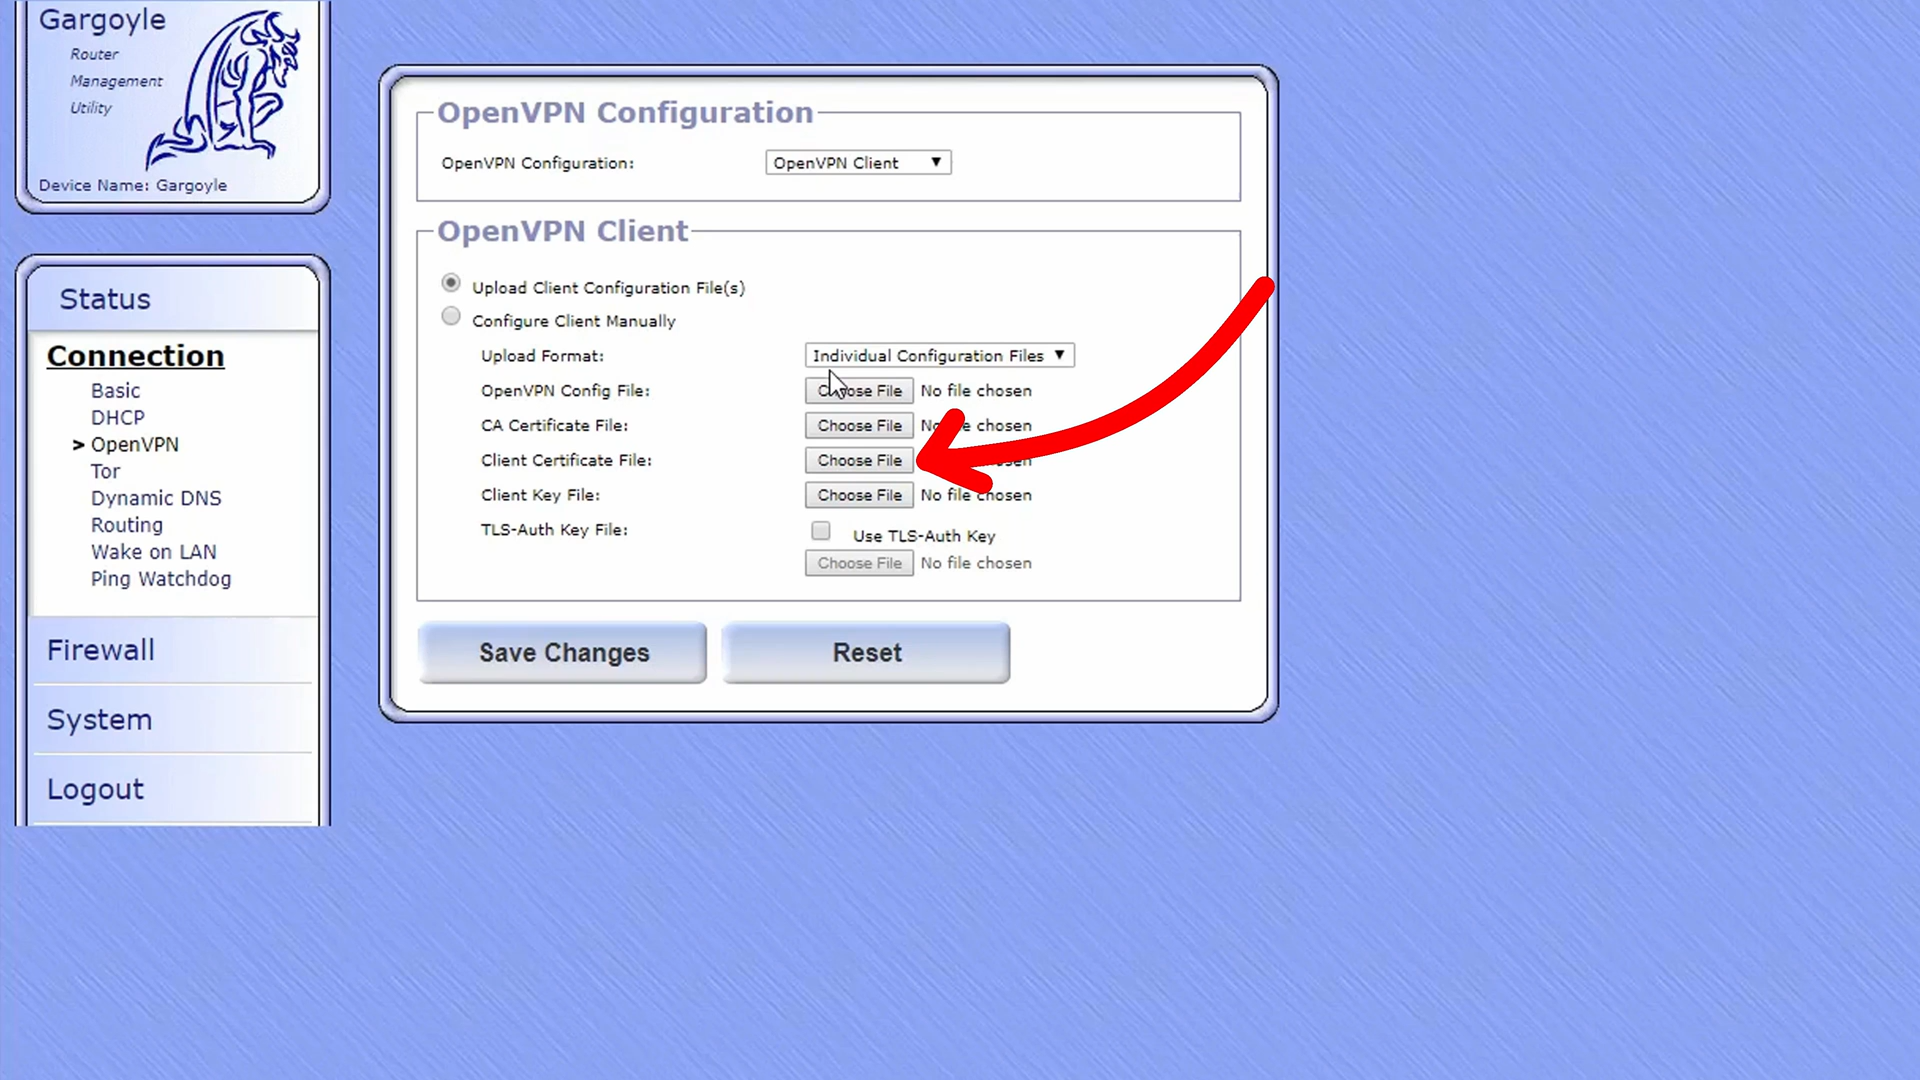 Gargoyle
Router
Management
Utility
Device Name: Gargoyle
Status
Connection
Basic
DHCP
> OpenVPN
Tor
Dynamic DNS
Routing
Wake on LAN
Ping Watchdog
Firewall
System
Logout
OpenVPN Configuration
OpenVPN Configuration: OpenVPN Client ▼
OpenVPN Client
Upload Client Configuration File(s)
Configure Client Manually
Upload Format: Individual Configuration Files ▼
OpenVPN Config File: Choose File No file chosen
CA Certificate File: Choose File No file chosen
Client Certificate File: Choose File
Client Key File: Choose File No file chosen
TLS-Auth Key File: Use TLS-Auth Key
Choose File No file chosen
Save Changes Reset